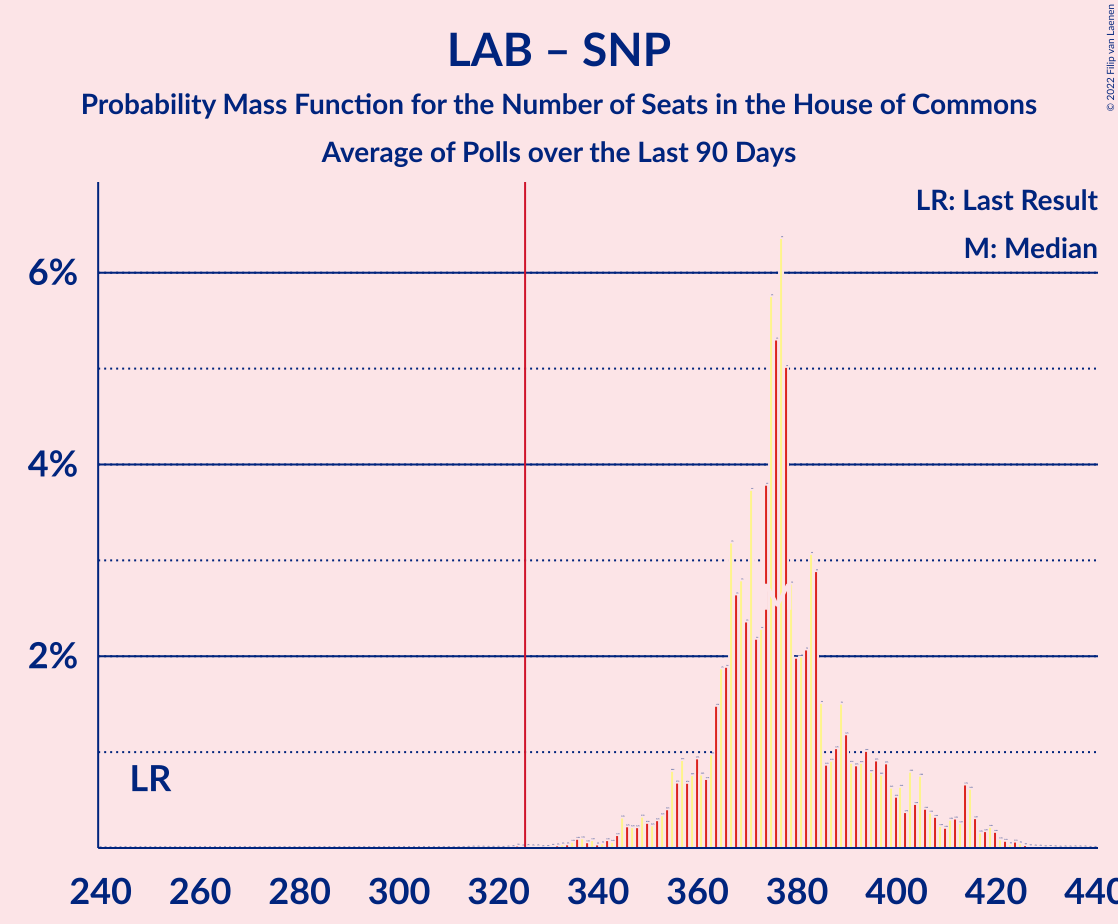 LAB – SNP
Probability Mass Function for the Number of Seats in the House of Commons
Average of Polls over the Last 90 Days
© 2022 Filip van Laenen
LR: Last Result
M: Median
6%
4%
2%
LR
M
240 260 280 300 320 340 360 380 400 420 440